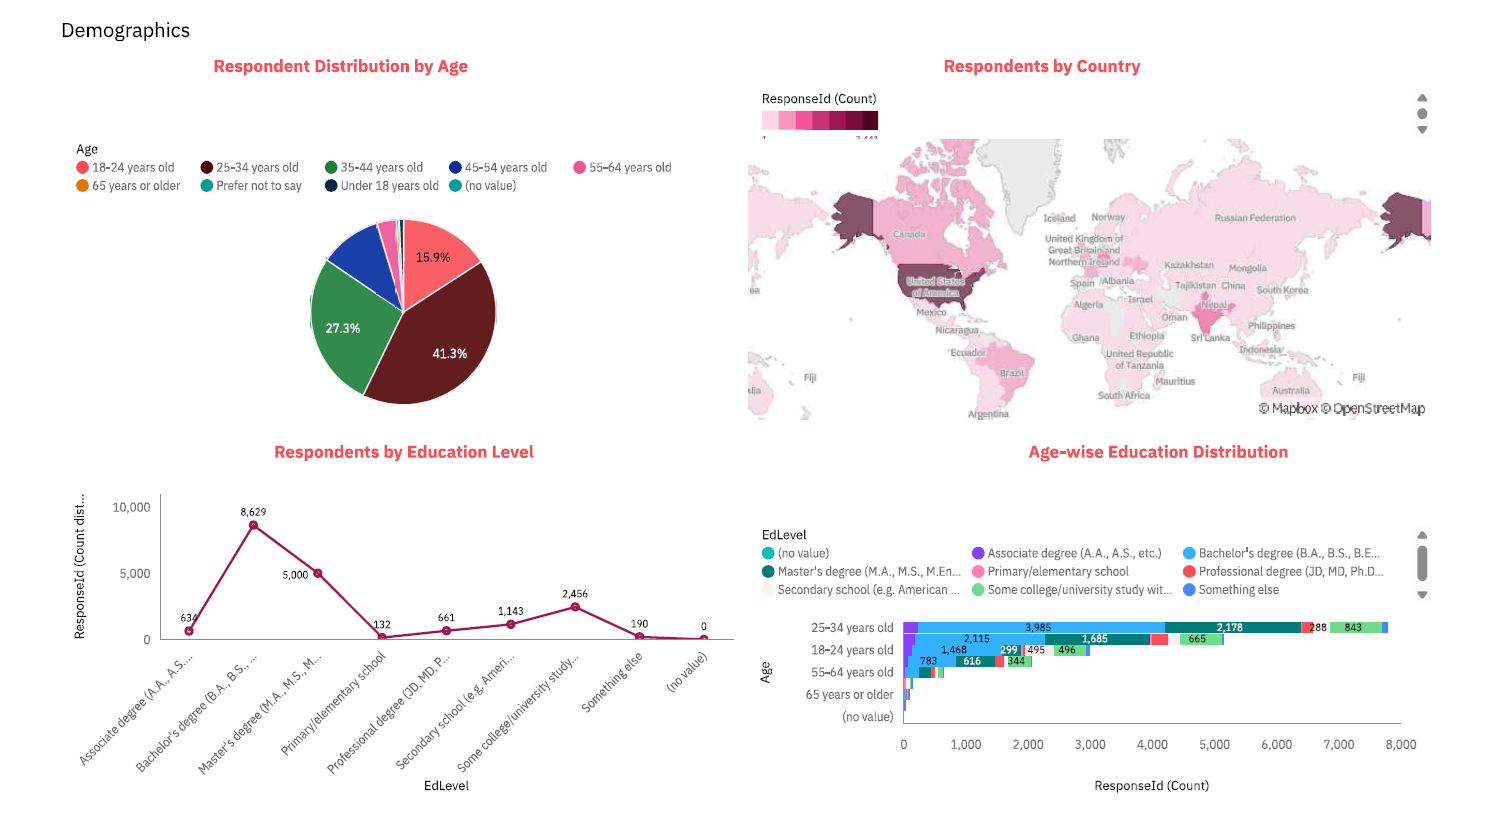 Demographics
Respondent Distribution by Age
Age
18-24 years old 25-34 years old 35-44 years old 45-54 years old 55-64 years old
65 years or older Prefer not to say Under 18 years old (no value)
15.9%
27.3%
41.3%
Respondents by Country
ResponseId (Count)
Iceland Norway Russian Federation
Canada
United Kingdom of
Great Britain and
Northern Ireland
Kazakhstan Mongolia
United States
of America
Spain Albania Tajikistan China South Korea
Mexico Algeria Israel Nepal
Oman
Nicaragua Philippines
Ghana Ethiopia Sri Lanka
Ecuador United Republic Indonesia
of Tanzania
Brazil Fiji Fiji
Mauritius
South Africa Australia
Argentina
© Mapbox © OpenStreetMap
Respondents by Education Level
ResponseId (Count dist...
10,000
5,000
0
634
8,629
5,000
132
661
1,143
2,456
190
0
Associate degree (A.A., A.S....
Bachelor's degree (B.A., B.S., ...
Master's degree (M.A., M.S., M...
Primary/elementary school
Professional degree (JD, MD, P...
Secondary school (e.g. Ameri...
Some college/university study...
Something else
(no value)
EdLevel
Age-wise Education Distribution
EdLevel
(no value) Associate degree (A.A., A.S., etc.) Bachelor's degree (B.A., B.S., B.E...
Master's degree (M.A., M.S., M.En... Primary/elementary school Professional degree (JD, MD, Ph.D...
Secondary school (e.g. American ... Some college/university study wit... Something else
Age
25-34 years old 3,985 2,178 288 843
2,115 1,685 665
18-24 years old 1,468 299 495 496
783 616 344
55-64 years old
65 years or older
(no value)
0 1,000 2,000 3,000 4,000 5,000 6,000 7,000 8,000
ResponseId (Count)